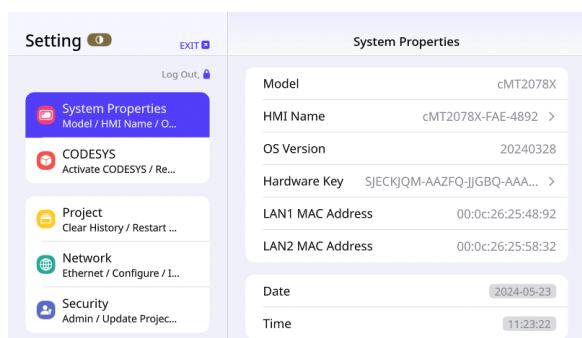 Setting
EXIT
Log Out,
System Properties
Model / HMI Name / O...
CODESYS
Activate CODESYS / Re...
Project
Clear History / Restart ...
Network
Ethernet / Configure / I...
Security
Admin / Update Projec...
System Properties
Model cMT2078X
HMI Name cMT2078X-FAE-4892 >
OS Version 20240328
Hardware Key SJECKJQM-AAZFQ-JJGBQ-AAA... >
LAN1 MAC Address 00:0c:26:25:48:92
LAN2 MAC Address 00:0c:26:25:58:32
Date 2024-05-23
Time 11:23:22